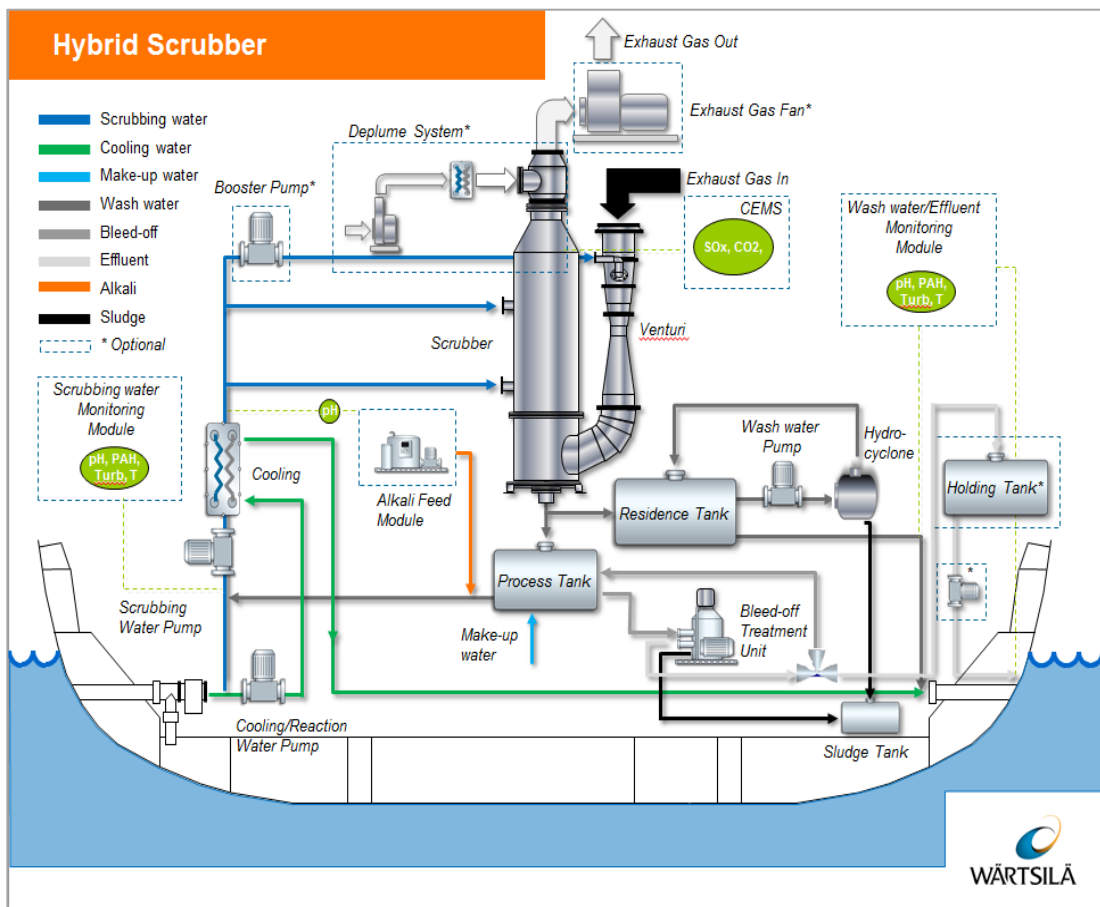 Hybrid Scrubber
Scrubbing water
Cooling water
Make-up water
Wash water
Bleed-off
Effluent
Alkali
Sludge
* Optional
Exhaust Gas Out
Exhaust Gas Fan*
Deplume System*
Booster Pump*
Exhaust Gas In
CEMS
SOx, CO2,
Wash water/Effluent
Monitoring
Module
pH, PAH,
Turb, T
Venturi
Scrubber
Scrubbing water
Monitoring
Module
pH, PAH,
Turb, T
pH
Cooling
Alkali Feed
Module
Wash water
Pump
Hydro-
cyclone
Residence Tank
Holding Tank*
*
Process Tank
Scrubbing
Water Pump
Make-up
water
Bleed-off
Treatment
Unit
Cooling/Reaction
Water Pump
Sludge Tank
WÄRTSILÄ